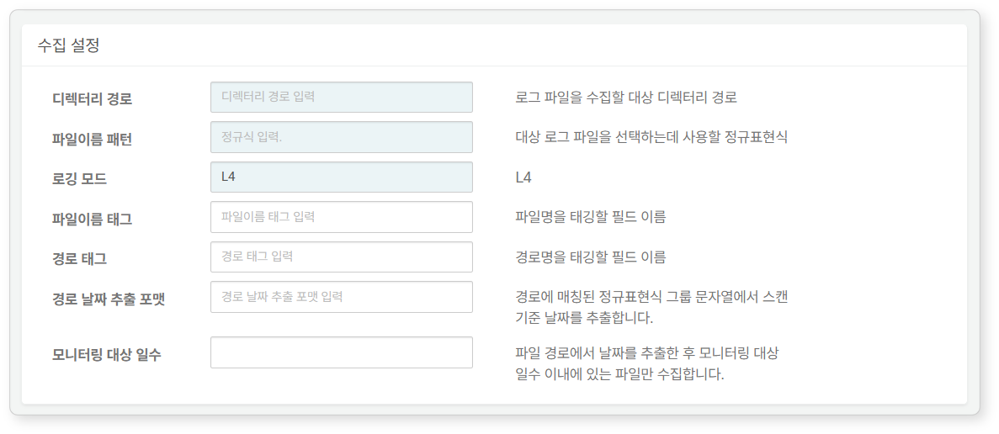 수집 설정
디렉터리 경로
디렉터리 경로 입력
로그 파일을 수집할 대상 디렉터리 경로
파일이름 패턴
정규식 입력.
대상 로그 파일을 선택하는데 사용할 정규표현식
로깅 모드
L4
L4
파일이름 태그
파일이름 태그 입력
파일명을 태깅할 필드 이름
경로 태그
경로 태그 입력
경로명을 태깅할 필드 이름
경로 날짜 추출 포맷
경로 날짜 추출 포맷 입력
경로에 매칭된 정규표현식 그룹 문자열에서 스캔
기준 날짜를 추출합니다.
모니터링 대상 일수
파일 경로에서 날짜를 추출한 후 모니터링 대상
일수 이내에 있는 파일만 수집합니다.